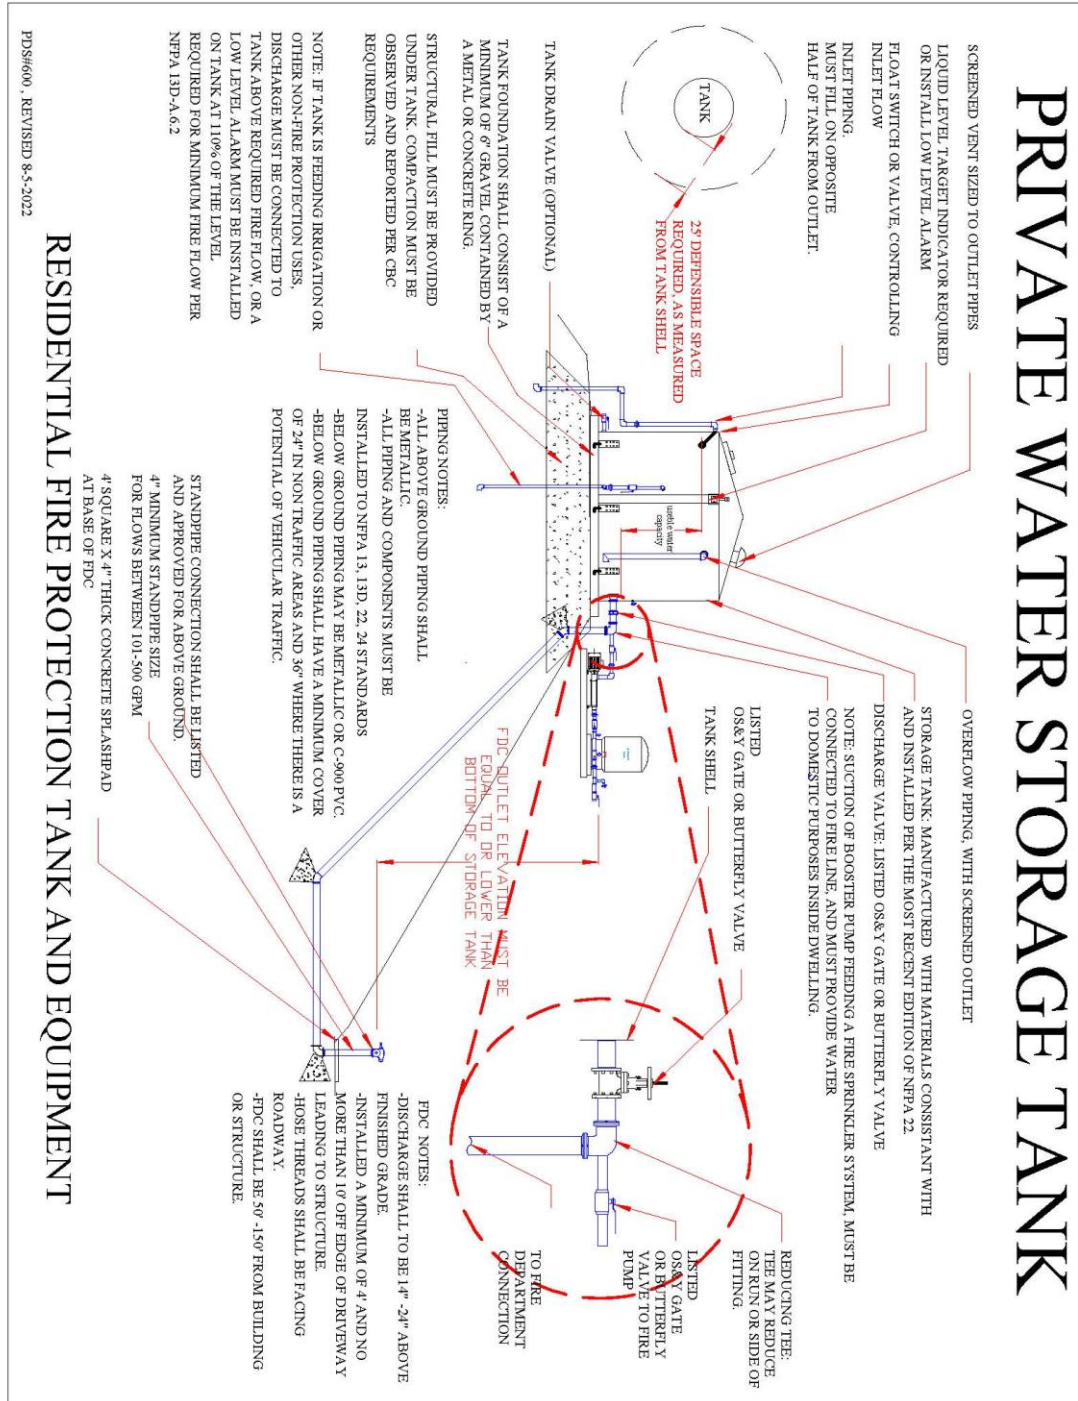 PRIVATE WATER STORAGE TANK
SCREENED VENT SIZED TO OUTLET PIPES
LIQUID LEVEL TARGET INDICATOR REQUIRED
OR INSTALL LOW LEVEL ALARM
FLOAT SWITCH OR VALVE, CONTROLLING
INLET FLOW
INLET PIPING.
MUST FILL ON OPPOSITE
HALF OF TANK FROM OUTLET.
TANK
25' DEFENSIBLE SPACE
REQUIRED, AS MEASURED
FROM TANK SHELL
TANK DRAIN VALVE (OPTIONAL)
TANK FOUNDATION SHALL CONSIST OF A
MINIMUM OF 6" GRAVEL CONTAINED BY
A METAL OR CONCRETE RING.
STRUCTURAL FILL MUST BE PROVIDED
UNDER TANK. COMPACTION MUST BE
OBSERVED AND REPORTED PER CBC
REQUIREMENTS
NOTE: IF TANK IS FEEDING IRRIGATION OR
OTHER NON-FIRE PROTECTION USES,
DISCHARGE MUST BE CONNECTED TO
TANK ABOVE REQUIRED FIRE FLOW, OR A
LOW LEVEL ALARM MUST BE INSTALLED
ON TANK AT 110% OF THE LEVEL
REQUIRED FOR MINIMUM FIRE FLOW PER
NFPA 13D-A.6.2
useble water
capacity
OVERFLOW PIPING, WITH SCREENED OUTLET
STORAGE TANK: MANUFACTURED WITH MATERIALS CONSISTANT WITH
AND INSTALLED PER THE MOST RECENT EDITION OF NFPA 22.
DISCHARGE VALVE: LISTED OS&Y GATE OR BUTTERFLY VALVE
NOTE: SUCTION OF BOOSTER PUMP FEEDING A FIRE SPRINKLER SYSTEM, MUST BE
CONNECTED TO FIRE LINE, AND MUST PROVIDE WATER
TO DOMESTIC PURPOSES INSIDE DWELLING.
LISTED
OS&Y GATE OR BUTTERFLY VALVE
TANK SHELL
REDUCING TEE:
TEE MAY REDUCE
ON RUN OR SIDE OF
FITTING.
LISTED
OS&Y GATE
OR BUTTERFLY
VALVE TO FIRE
PUMP
TO FIRE
DEPARTMENT
CONNECTION
FDC OUTLET ELEVATION MUST BE
EQUAL TO OR LOWER THAN
BOTTOM OF STORAGE TANK
PIPING NOTES:
-ALL ABOVE GROUND PIPING SHALL
BE METALLIC.
-ALL PIPING AND COMPONENTS MUST BE
INSTALLED TO NFPA 13, 13D, 22, 24 STANDARDS
-BELOW GROUND PIPING MAY BE METALLIC OR C-900 PVC.
-BELOW GROUND PIPING SHALL HAVE A MINIMUM COVER
OF 24" IN NON TRAFFIC AREAS AND 36" WHERE THERE IS A
POTENTIAL OF VEHICULAR TRAFFIC.
STANDPIPE CONNECTION SHALL BE LISTED
AND APPROVED FOR ABOVE GROUND.
4" MINIMUM STANDPIPE SIZE
FOR FLOWS BETWEEN 101-500 GPM
4' SQUARE X 4" THICK CONCRETE SPLASHPAD
AT BASE OF FDC
FDC NOTES:
-DISCHARGE SHALL TO BE 14" -24" ABOVE
FINISHED GRADE.
-INSTALLED A MINIMUM OF 4' AND NO
MORE THAN 10' OFF EDGE OF DRIVEWAY
LEADING TO STRUCTURE.
-HOSE THREADS SHALL BE FACING
ROADWAY.
-FDC SHALL BE 50' -150' FROM BUILDING
OR STRUCTURE.
RESIDENTIAL FIRE PROTECTION TANK AND EQUIPMENT
PDS#600 , REVISED 8-5-2022